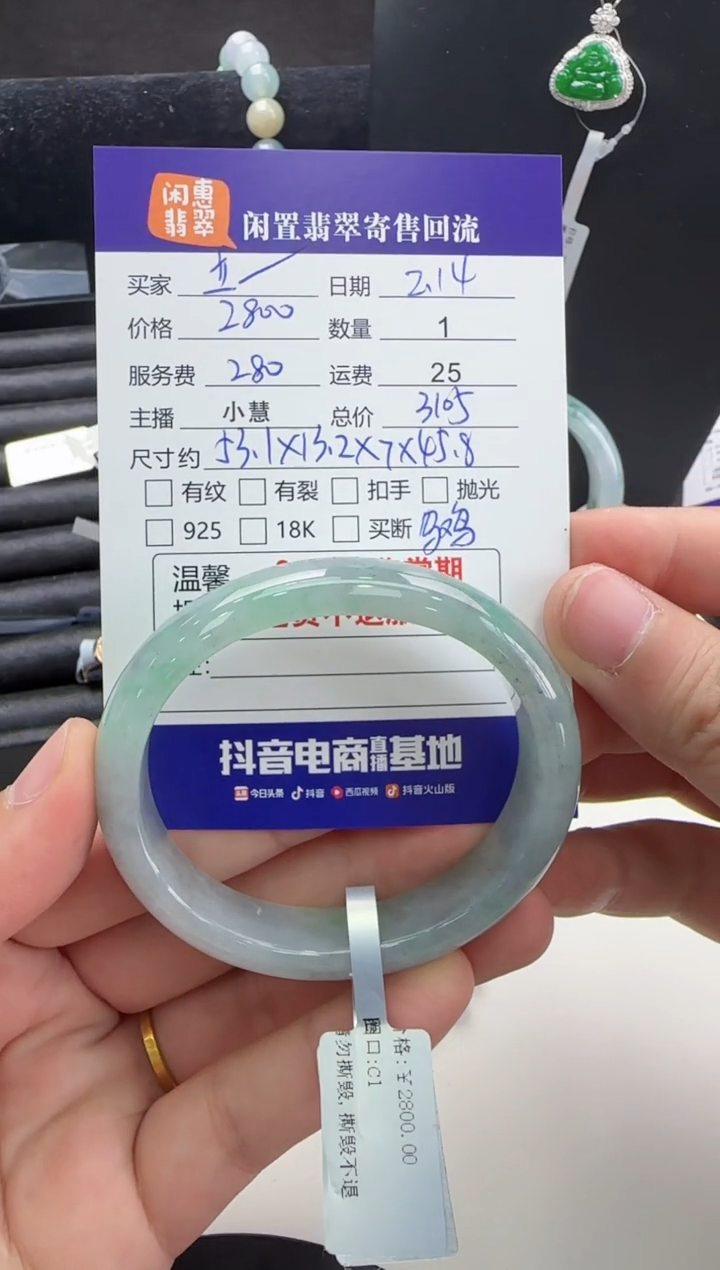 闲惠
翡翠
闲置翡翠寄售回流
买家 日期 2.14
价格 2800 数量 1
服务费 280 运费 25
主播 小慧 总价 3105
尺寸约 53.1X13.2X7X45.8
有纹 有裂 扣手 抛光
925 18K 买断
温馨
抖音电商直播基地
今日头条 抖音 西瓜视频 抖音火山版
格:￥2800.00
圈口:C1
勿撕毁,撕毁不退